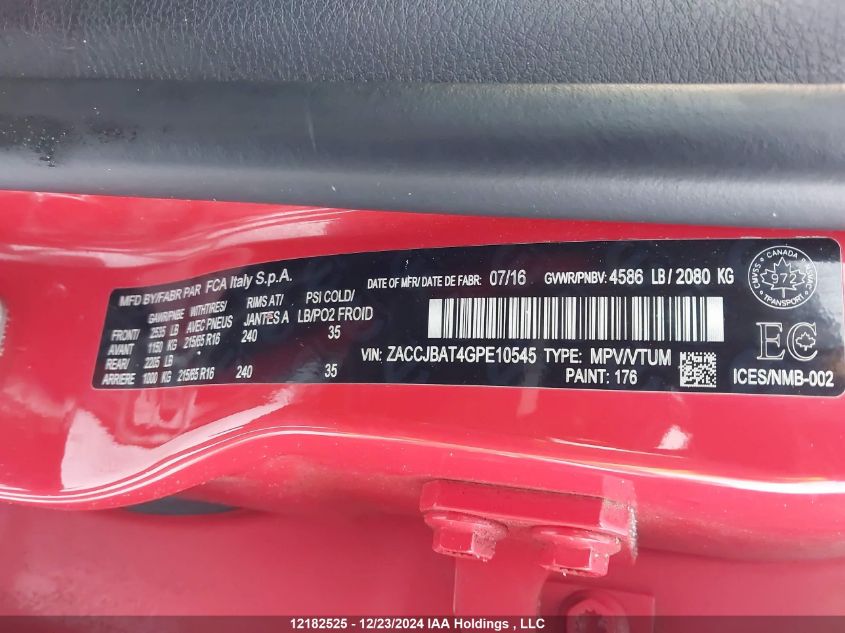 MFD BY/FABR PAR FCA Italy S.p.A. DATE OF MFR/DATE DE FABR: 07/16 GVWR/PNBV: 4586 LB / 2080 KG
GAWR/PNBE WITHTIRES/ RIMS AT/ PSI COLD/
AVEC PNEUS JANTES A LB/PO2 FROID
FRONT/ 2535 LB
AVANT 1150 KG 215/65 R16 240 35
REAR/ 2205 LB
ARRIERE 1000 KG 215/65 R16 240 35
VIN: ZACCJBAT4GPE10545 TYPE: MPV/VTUM
PAINT: 176
CANADA
972
TRANSPORT
EC
ICES/NMB-002
12182525 - 12/23/2024 IAA Holdings , LLC